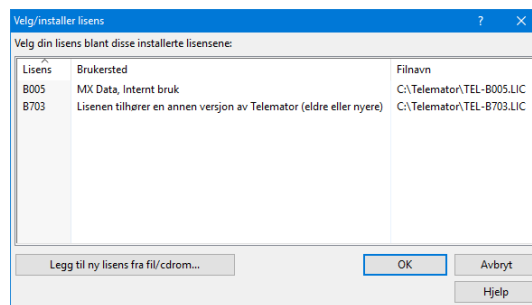 Velg/installer lisens
Velg din lisens blant disse installerte lisensene:
Lisens Brukersted Filnavn
B005 MX Data, Internt bruk C:\Telemator\TEL-B005.LIC
B703 Lisenen tilhører en annen versjon av Telemator (eldre eller nyere) C:\Telemator\TEL-B703.LIC
Legg til ny lisens fra fil/cdrom... OK Avbryt
Hjelp